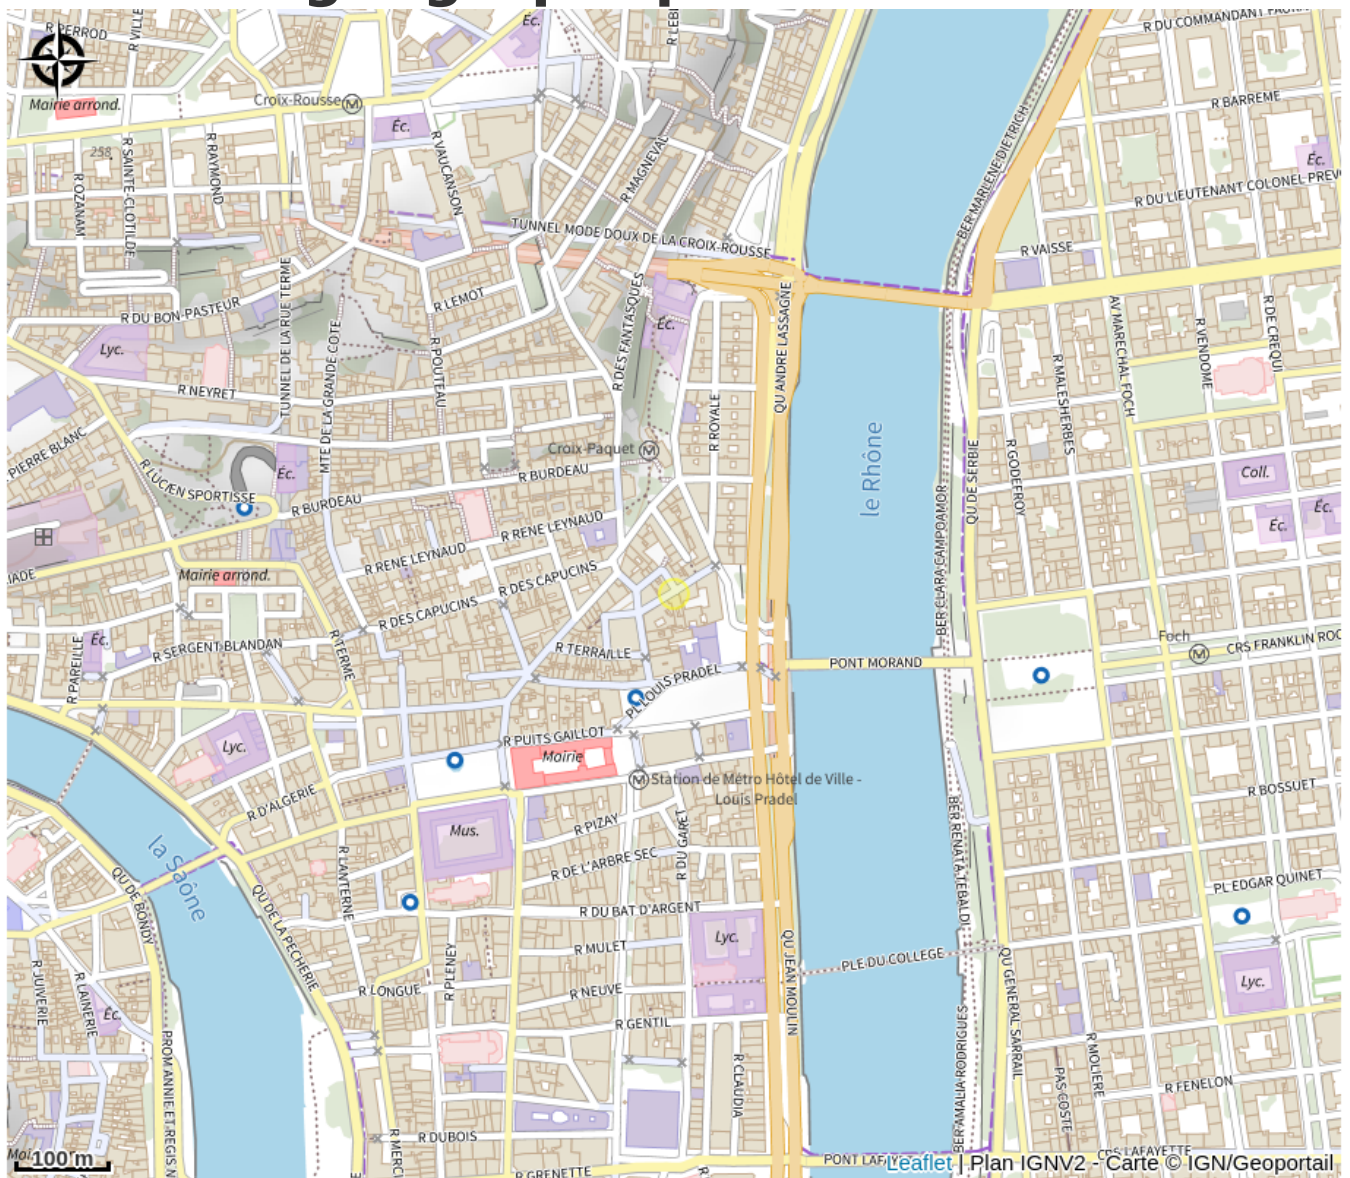 R PERROD
R VILL
Éc.
R LEB
R DU COMMANDANT FAURA
Mairie arrond.
Croix-Rousse
M
R BARREME
Éc.
258
R SAINTE-CLOTILDE
R RAYMOND
R OZANAM
R VAUCANSON
R MAGNEVAL
BER MARLENE DIETRICH
Éc.
R DU LIEUTENANT COLONEL PREV
TUNNEL MODE DOUX DE LA CROIX-ROUSSE
R VAISSE
R LEMOT
R DU BON-PASTEUR
TUNNEL DE LA RUE TERME
MTE DE LA GRANDE COTE
R POUTEAU
R DES FANTASQUES
Éc.
QU ANDRE LASSAGNE
AV MARECHAL FOCH
R VENDOME
R DE CREQUI
R MALESHERBES
Lyc.
R NEYRET
R ROYALE
le Rhône
PIERRE BLANC
R LUCIEN SPORTISSE
Éc.
R BURDEAU
Croix-Paquet
M
R BURDEAU
QU DE SERBIE
R GODEFROY
Coll.
Éc.
Éc.
R RENE LEYNAUD
R RENE LEYNAUD
BER CLARA CAMPOAMOR
IADE
Mairie arrond.
R DES CAPUCINS
R DES CAPUCINS
R PAREILLE
Éc.
R SERGENT BLANDAN
R TERME
R TERRAILLE
PONT MORAND
Foch
M
CRS FRANKLIN ROO
PL LOUIS PRADEL
Lyc.
R PUITS GAILLOT
Mairie
M
Station de Métro Hôtel de Ville -
Louis Pradel
R D'ALGERIE
R BOSSUET
la Saône
Mus.
R PIZAY
R DU GARET
BER RENATA TEBALDI
R LANTERNE
R DE L'ARBRE SEC
QU DE BONDY
QU DE LA PECHERIE
R DU BAT D'ARGENT
PL EDGAR QUINET
R JUIVERIE
R LAINERIE
Éc.
R PLENEY
R MULET
Lyc.
QU JEAN MOULIN
PLE DU COLLEGE
R LONGUE
R NEUVE
Lyc.
QU GENERAL SARRAIL
R GENTIL
PROM ANNIE ET REGIS N
R CLAUDIA
BER AMALIA RODRIGUES
PAS COSTE
R MOLIERE
R FENELON
R DUBOIS
R MERCI
R GRENETTE
PONT LAF
CRS LAFAYETTE
100 m
Leaflet | Plan IGNV2 - Carte © IGN/Geoportail